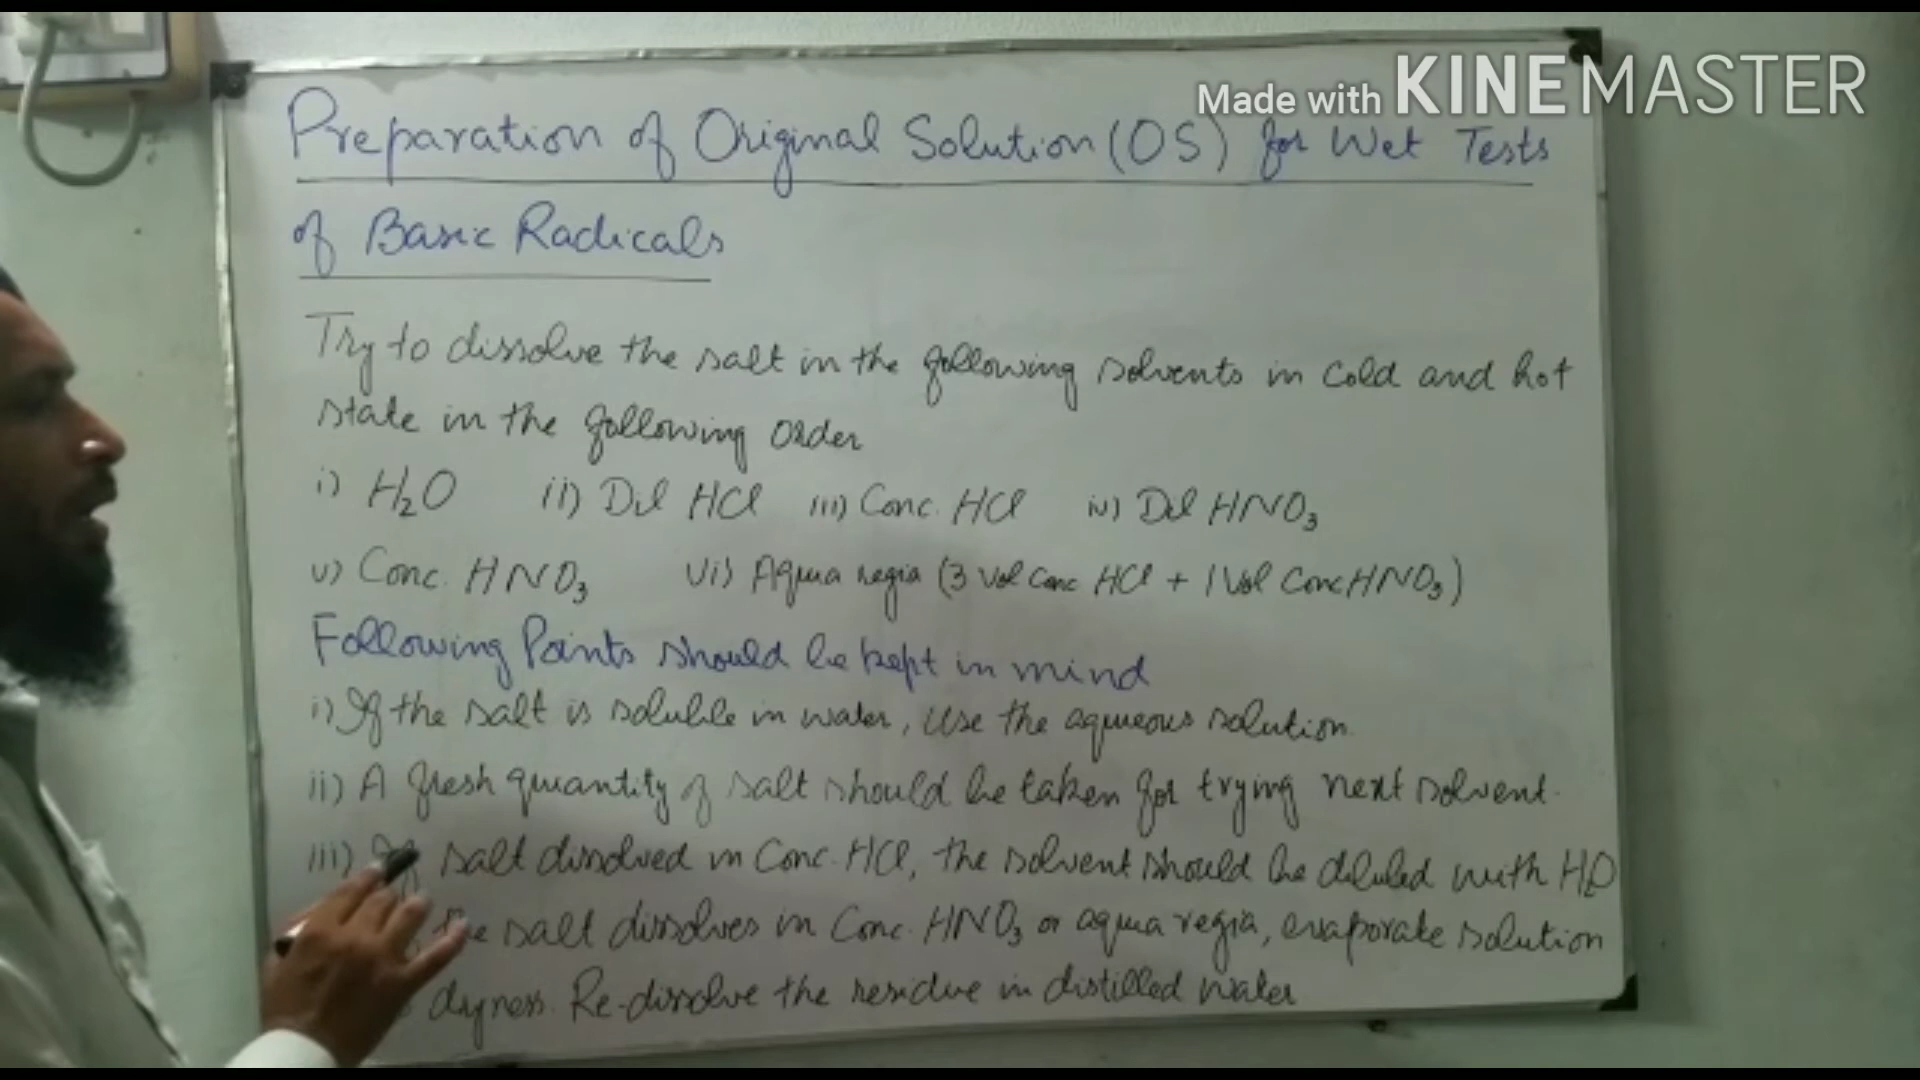 Made with KINEMASTER
Preparation of Original Solution (OS) for Wet Tests
of Basic Radicals
Try to dissolve the salt in the following solvents in cold and hot
state in the following order
i) H₂O ii) Dil HCl iii) Conc. HCl iv) Dil HNO₃
v) Conc. HNO₃ vi) Aqua regia (3 Vol Conc HCl + 1 Vol Conc HNO₃)
Following Points should be kept in mind
i) If the salt is soluble in water, use the aqueous solution.
ii) A fresh quantity of salt should be taken for trying next solvent.
iii) If salt dissolved in Conc. HCl, the solvent should be diluted with H₂O
the salt dissolves in Conc. HNO₃ or aqua regia, evaporate solution
dryness. Re-dissolve the residue in distilled water